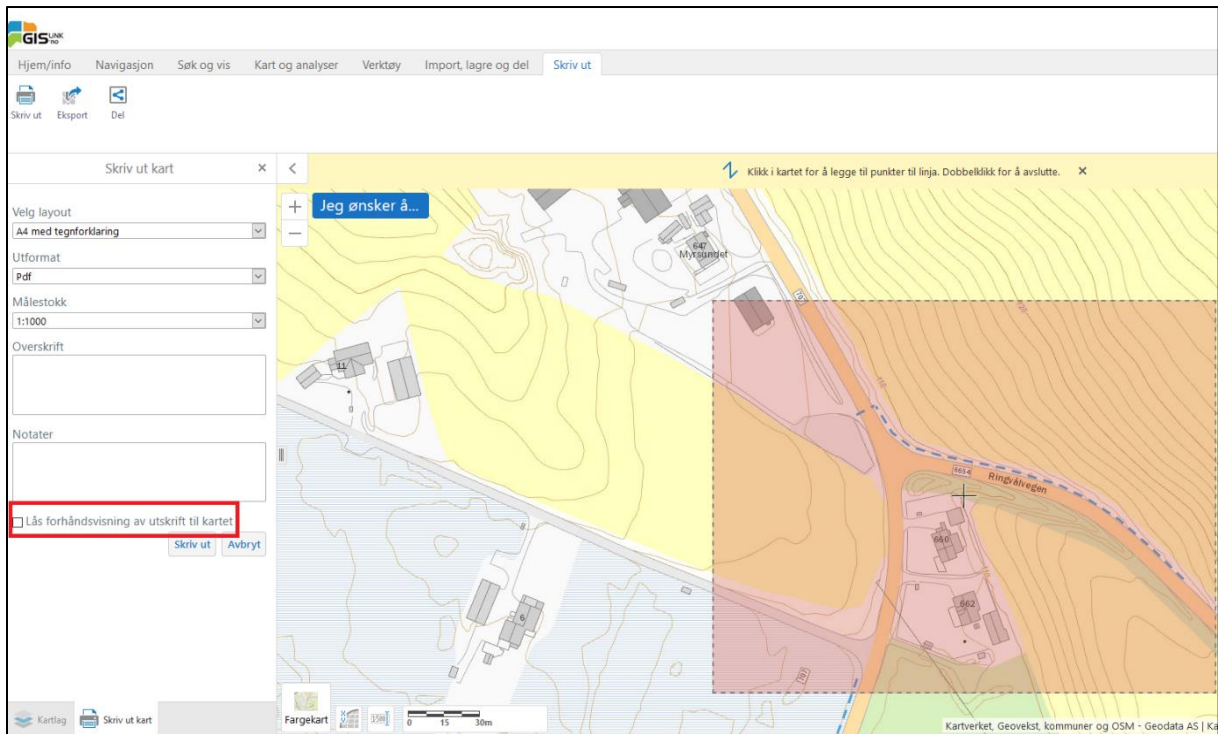 GIS LINK
no
Hjem/info Navigasjon Søk og vis Kart og analyser Verktøy Import, lagre og del Skriv ut
Skriv ut Eksport Del
Skriv ut kart
Klikk i kartet for å legge til punkter til linja. Dobbelklikk for å avslutte.
Jeg ønsker å...
Velg layout
A4 med tegnforklaring
Utformat
Pdf
Målestokk
1:1000
Overskrift
Notater
Lås forhåndsvisning av utskrift til kartet
Skriv ut Avbryt
647
Myrsundet
707
11
6654
Ringvålvegen
660
662
8
6
707
Kartlag Skriv ut kart
Fargekart
0 15 30m
Kartverket, Geovekst, kommuner og OSM - Geodata AS | Ka